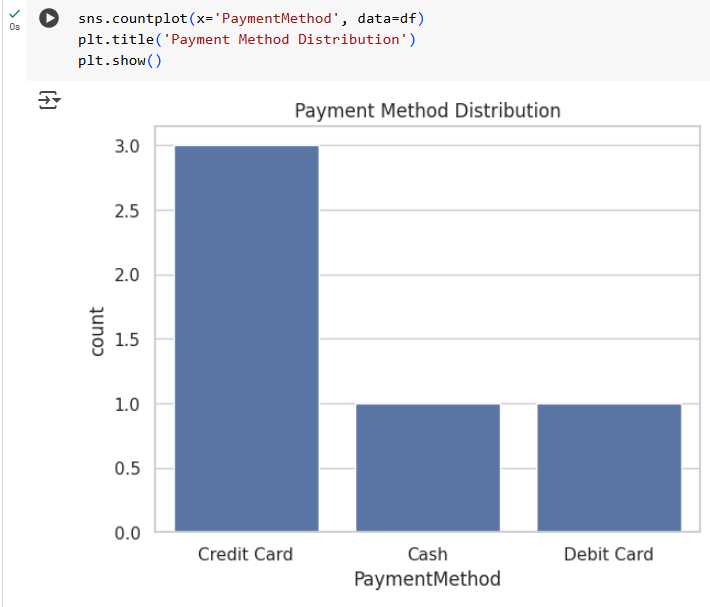 0s
sns.countplot(x='PaymentMethod', data=df)
plt.title('Payment Method Distribution')
plt.show()
Payment Method Distribution
3.0
2.5
2.0
1.5
1.0
0.5
0.0
count
Credit Card
Cash
Debit Card
PaymentMethod